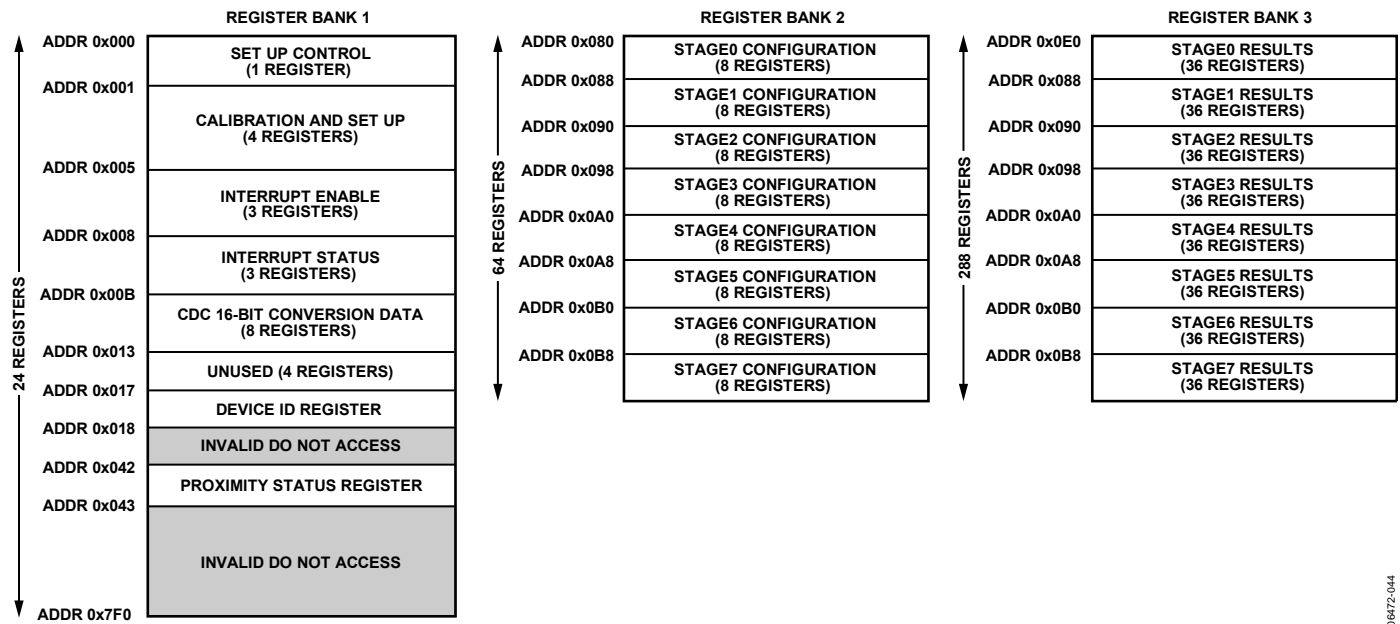 REGISTER BANK 1
24 REGISTERS
ADDR 0x000
SET UP CONTROL
(1 REGISTER)
ADDR 0x001
CALIBRATION AND SET UP
(4 REGISTERS)
ADDR 0x005
INTERRUPT ENABLE
(3 REGISTERS)
ADDR 0x008
INTERRUPT STATUS
(3 REGISTERS)
ADDR 0x00B
CDC 16-BIT CONVERSION DATA
(8 REGISTERS)
ADDR 0x013
UNUSED (4 REGISTERS)
ADDR 0x017
DEVICE ID REGISTER
ADDR 0x018
INVALID DO NOT ACCESS
ADDR 0x042
PROXIMITY STATUS REGISTER
ADDR 0x043
INVALID DO NOT ACCESS
ADDR 0x7F0
REGISTER BANK 2
64 REGISTERS
ADDR 0x080
STAGE0 CONFIGURATION
(8 REGISTERS)
ADDR 0x088
STAGE1 CONFIGURATION
(8 REGISTERS)
ADDR 0x090
STAGE2 CONFIGURATION
(8 REGISTERS)
ADDR 0x098
STAGE3 CONFIGURATION
(8 REGISTERS)
ADDR 0x0A0
STAGE4 CONFIGURATION
(8 REGISTERS)
ADDR 0x0A8
STAGE5 CONFIGURATION
(8 REGISTERS)
ADDR 0x0B0
STAGE6 CONFIGURATION
(8 REGISTERS)
ADDR 0x0B8
STAGE7 CONFIGURATION
(8 REGISTERS)
REGISTER BANK 3
288 REGISTERS
ADDR 0x0E0
STAGE0 RESULTS
(36 REGISTERS)
ADDR 0x088
STAGE1 RESULTS
(36 REGISTERS)
ADDR 0x090
STAGE2 RESULTS
(36 REGISTERS)
ADDR 0x098
STAGE3 RESULTS
(36 REGISTERS)
ADDR 0x0A0
STAGE4 RESULTS
(36 REGISTERS)
ADDR 0x0A8
STAGE5 RESULTS
(36 REGISTERS)
ADDR 0x0B0
STAGE6 RESULTS
(36 REGISTERS)
ADDR 0x0B8
STAGE7 RESULTS
(36 REGISTERS)
06472-044